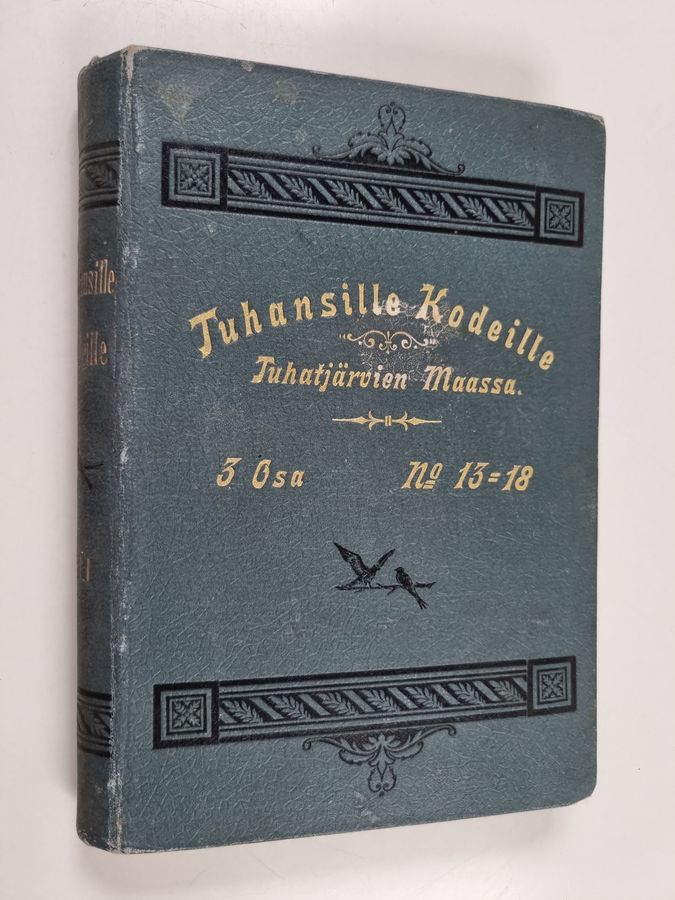 Tuhansille Kodeille
Tuhatjärvien Maassa.
3 Osa № 13=18